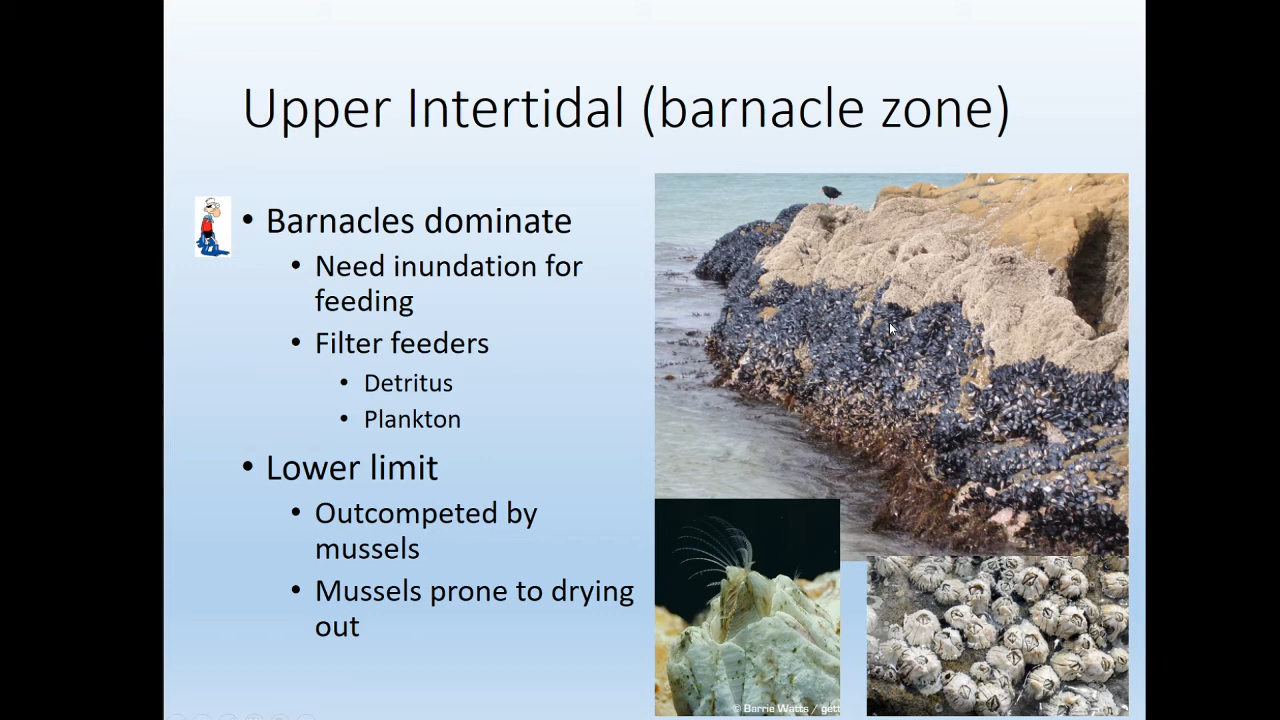 Upper Intertidal (barnacle zone)
• Barnacles dominate
• Need inundation for
feeding
• Filter feeders
• Detritus
• Plankton
• Lower limit
• Outcompeted by
mussels
• Mussels prone to drying
out
© Barrie Watts / gett